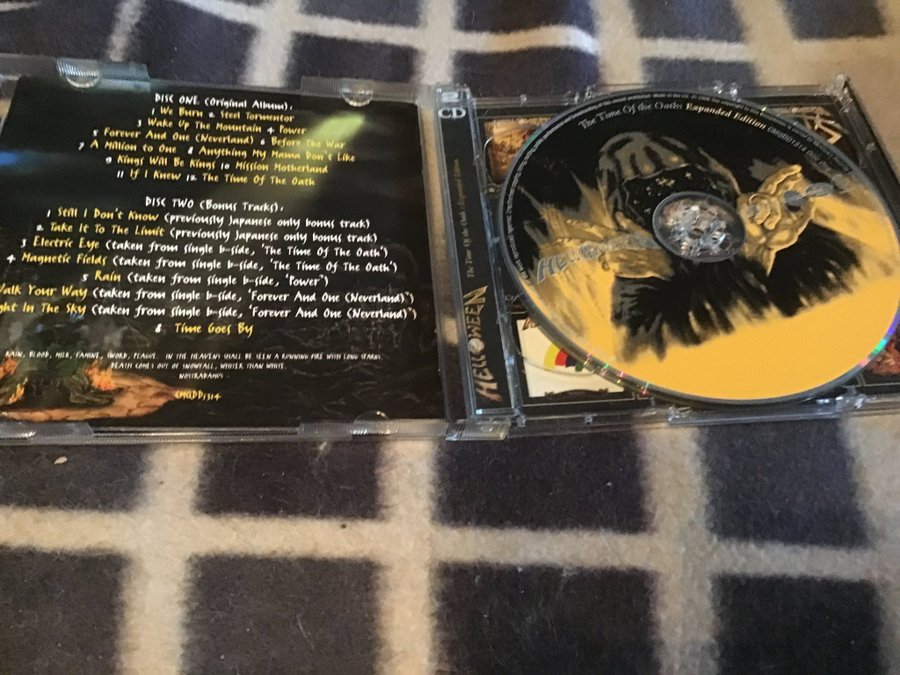 DISC ONE (Original Album).
1 We Burn 2 Steel Tormentor
3 Wake Up The Mountain 4 Power
5 Forever And One (Neverland) 6 Before The War
7 A Million to One 8 Anything My Mama Don't Like
9 Kings Will Be Kings 10 Mission Motherland
11 If I Knew 12 The Time Of The Oath
DISC TWO (Bonus Tracks).
1 Still I Don't Know (previously Japanese only bonus track)
2 Take It To The Limit (previously Japanese only bonus track)
3 Electric Eye (taken from single b-side, 'The Time Of The Oath')
4 Magnetic Fields (taken from single b-side, 'The Time Of The Oath')
5 Rain (taken from single b-side, 'Power')
Walk Your Way (taken from single b-side, 'Forever And One (Neverland)')
ght In The Sky (taken from single b-side, 'Forever And One (Neverland)')
8 Time Goes By
RAIN, BLOOD, MILK, FAMINE, SWORD, PLAGUE. IN THE HEAVENS SHALL BE SEEN A RUNNING FIRE WITH LONG SPARKS.
DEATH COMES OUT OF SNOWFALL, WHITER THAN WHITE.
NOSTRADAMUS
CMQDD1314
2
CD
The Time Of The Oath Expanded Edition
HELLOWEEN
The Time Of the Oath: Expanded Edition
HELLOWEEN